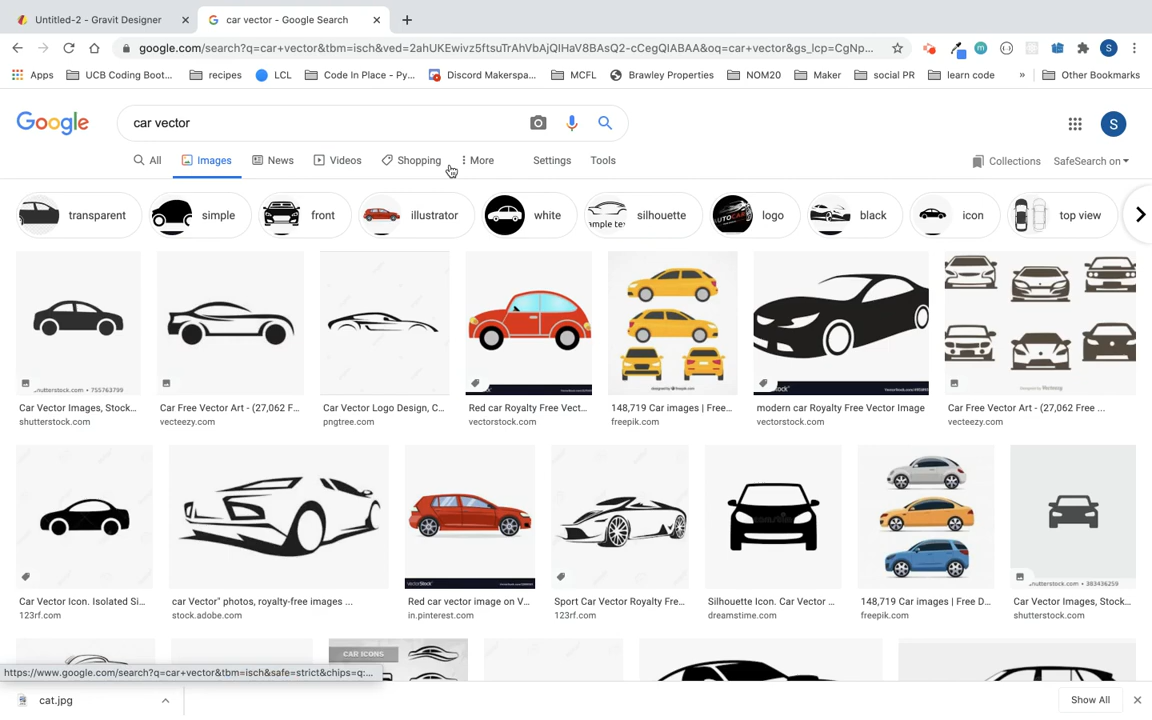 Untitled-2 - Gravit Designer
car vector - Google Search
google.com/search?q=car+vector&tbm=isch&ved=2ahUKEwivz5ftsuTrAhVbAjQIHaV8BAsQ2-cCegQIABAA&oq=car+vector&gs_lcp=CgNp...
S
Apps
UCB Coding Boot...
recipes
LCL
Code In Place - Py...
Discord Makerspa...
MCFL
Brawley Properties
NOM20
Maker
social PR
learn code
»
Other Bookmarks
Google
car vector
S
All
Images
News
Videos
Shopping
More
Settings
Tools
Collections
SafeSearch on
transparent
simple
front
illustrator
white
silhouette
logo
black
icon
top view
Car Vector Images, Stock...
shutterstock.com
Car Free Vector Art - (27,062 F...
vecteezy.com
Car Vector Logo Design, C...
pngtree.com
Red car Royalty Free Vect...
vectorstock.com
148,719 Car images | Free...
freepik.com
modern car Royalty Free Vector Image
vectorstock.com
Car Free Vector Art - (27,062 Free ...
vecteezy.com
Car Vector Icon. Isolated Si...
123rf.com
car Vector" photos, royalty-free images ...
stock.adobe.com
Red car vector image on V...
in.pinterest.com
Sport Car Vector Royalty Fre...
123rf.com
Silhouette Icon. Car Vector ...
dreamstime.com
148,719 Car images | Free D...
freepik.com
Car Vector Images, Stock...
shutterstock.com
CAR ICONS
https://www.google.com/search?q=car+vector&tbm=isch&safe=strict&chips=q:...
cat.jpg
Show All